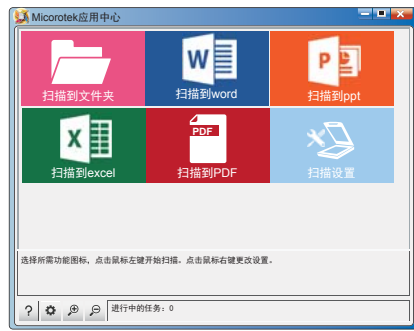 Micorotek应用中心
扫描到文件夹
扫描到word
扫描到ppt
扫描到excel
PDF
扫描到PDF
扫描设置
选择所需功能图标，点击鼠标左键开始扫描。点击鼠标右键更改设置。
进行中的任务：0